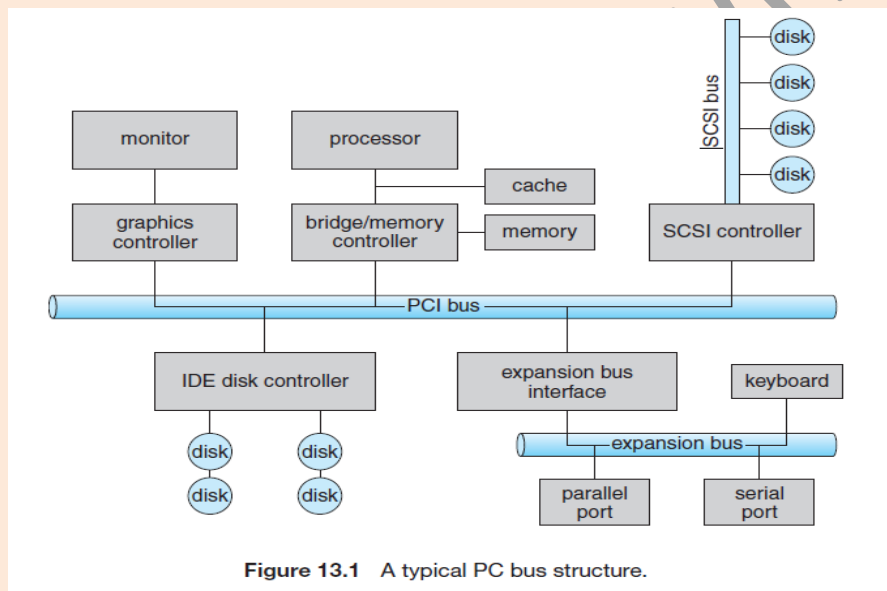 disk
disk
SCSI bus
disk
disk
monitor
processor
cache
graphics
controller
bridge/memory
controller
memory
SCSI controller
PCI bus
IDE disk controller
expansion bus
interface
keyboard
disk
disk
expansion bus
disk
disk
parallel
port
serial
port
Figure 13.1 A typical PC bus structure.